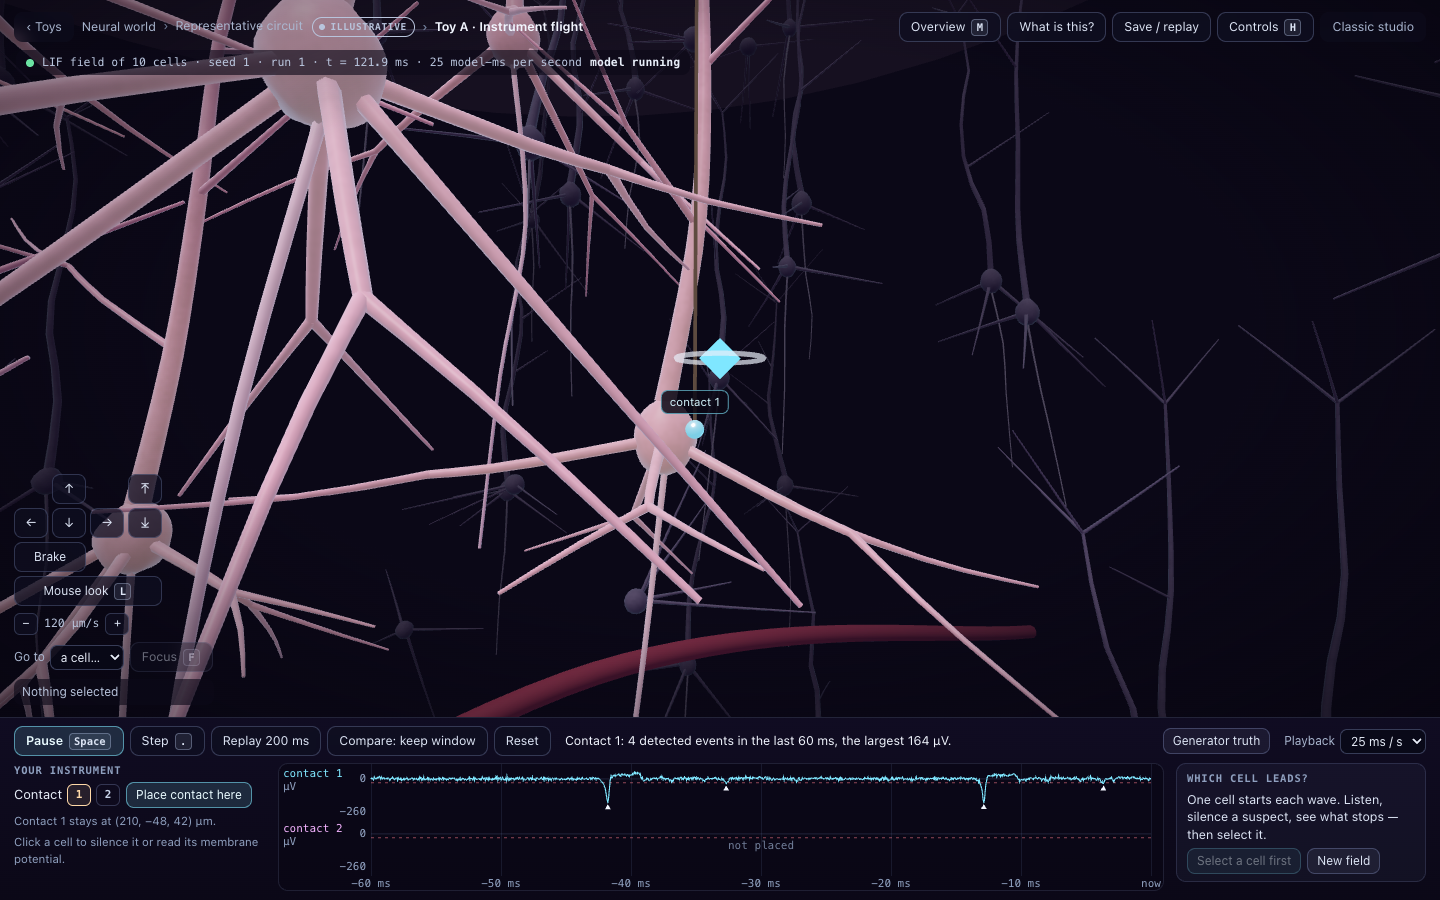 ‹ Toys Neural world › Representative circuit ILLUSTRATIVE › Toy A · Instrument flight Overview M What is this? Save / replay Controls H Classic studio
LIF field of 10 cells · seed 1 · run 1 · t = 121.9 ms · 25 model-ms per second model running
contact 1
↑ ⤒
← ↓ → ⤓
Brake
Mouse look L
− 120 µm/s +
Go to a cell... Focus F
Nothing selected
Pause Space Step . Replay 200 ms Compare: keep window Reset Contact 1: 4 detected events in the last 60 ms, the largest 164 µV. Generator truth Playback 25 ms / s
YOUR INSTRUMENT
Contact 1 2 Place contact here
Contact 1 stays at (210, −48, 42) µm.
Click a cell to silence it or read its membrane
potential.
contact 1 0
µV
−260
contact 2 0
µV
not placed
−260
−60 ms −50 ms −40 ms −30 ms −20 ms −10 ms now
WHICH CELL LEADS?
One cell starts each wave. Listen,
silence a suspect, see what stops —
then select it.
Select a cell first New field